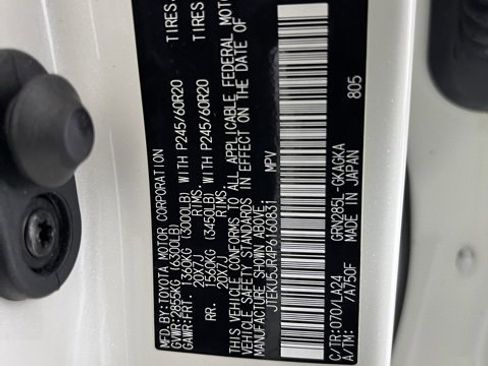 MFD.BY:TOYOTA MOTOR CORPORATION
GVWR:2855KG (6300LB)
GAWR:FRT. 1360KG (3000LB) WITH P245/60R20 TIRES
20X7J RIMS.
RR. 1560KG (3450LB) WITH P245/60R20 TIRES
20X7J RIMS.
THIS VEHICLE CONFORMS TO ALL APPLICABLE FEDERAL MOTOR
VEHICLE SAFETY STANDARDS IN EFFECT ON THE DATE OF
MANUFACTURE SHOWN ABOVE.
JTEKU5JR4P6160831 MPV
805
C/TR:070/LA24 GRN285L-GKAGKA
A/TM: /A750F MADE IN JAPAN